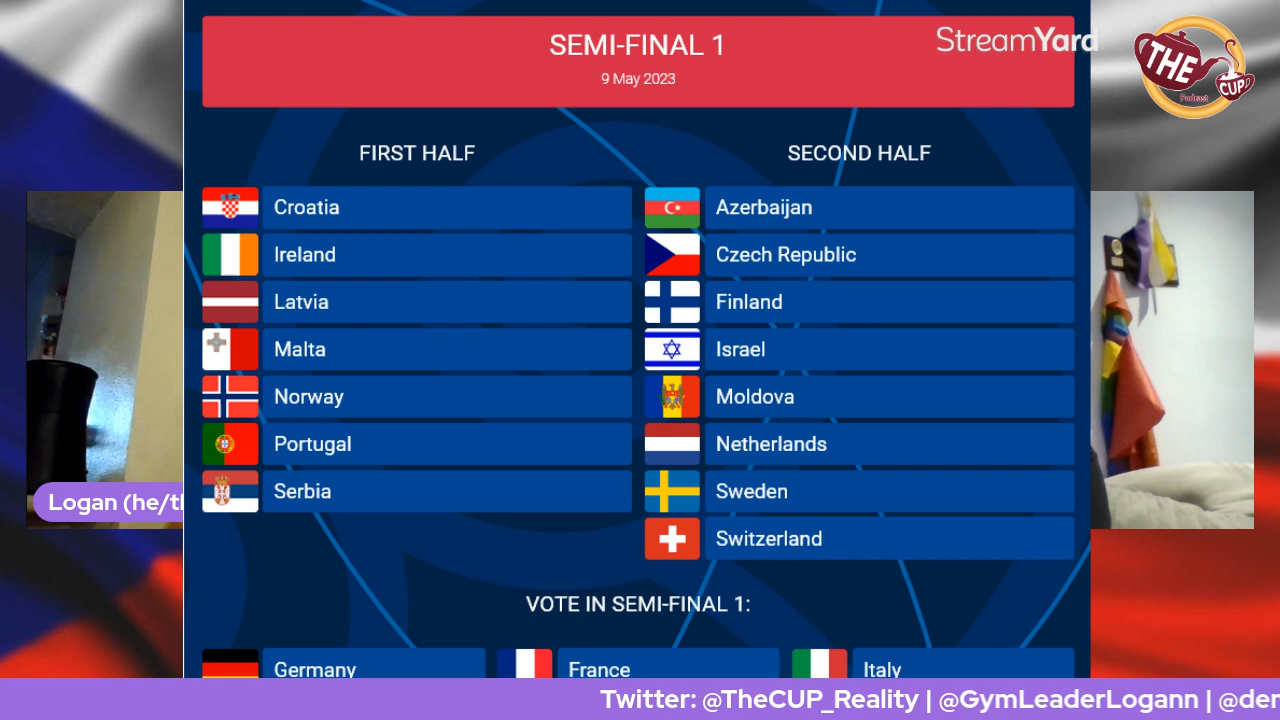 SEMI-FINAL 1
9 May 2023
StreamYard
THE
CUP
Podcast
FIRST HALF
SECOND HALF
Croatia
Azerbaijan
Ireland
Czech Republic
Latvia
Finland
Malta
Israel
Norway
Moldova
Portugal
Netherlands
Serbia
Sweden
Switzerland
Logan (he/t
VOTE IN SEMI-FINAL 1:
Germany
France
Italy
Twitter: @TheCUP_Reality | @GymLeaderLogann | @der